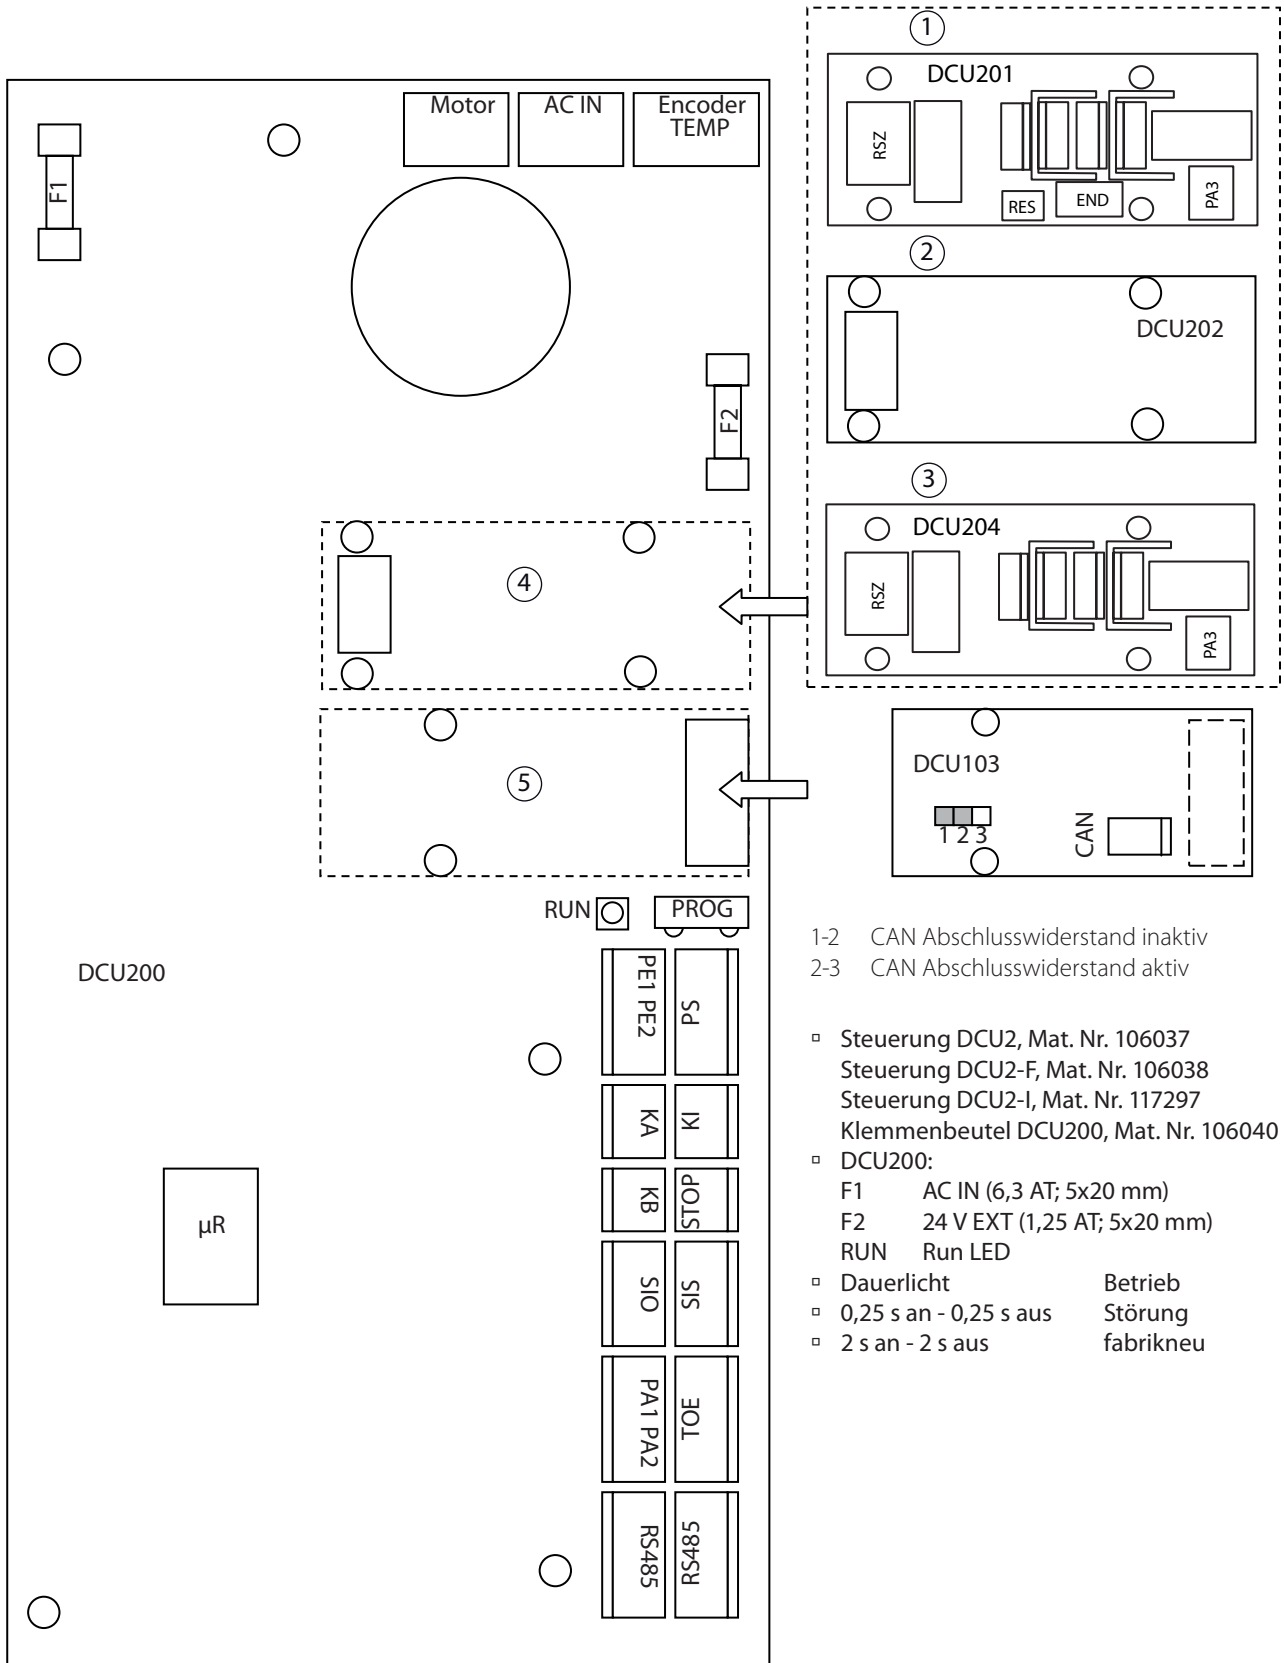 1
DCU201
RSZ
RES
END
PA3
Motor
AC IN
Encoder
TEMP
F1
2
DCU202
F2
3
DCU204
RSZ
PA3
4
5
DCU103
1 2 3
CAN
RUN
PROG
1-2 CAN Abschlusswiderstand inaktiv
2-3 CAN Abschlusswiderstand aktiv
DCU200
PE1 PE2
PS
KA
KI
KB
STOP
µR
SIO
SIS
PA1 PA2
TOE
RS485
RS485
▫ Steuerung DCU2, Mat. Nr. 106037
Steuerung DCU2-F, Mat. Nr. 106038
Steuerung DCU2-I, Mat. Nr. 117297
Klemmenbeutel DCU200, Mat. Nr. 106040
▫ DCU200:
F1 AC IN (6,3 AT; 5x20 mm)
F2 24 V EXT (1,25 AT; 5x20 mm)
RUN Run LED
▫ Dauerlicht Betrieb
▫ 0,25 s an - 0,25 s aus Störung
▫ 2 s an - 2 s aus fabrikneu